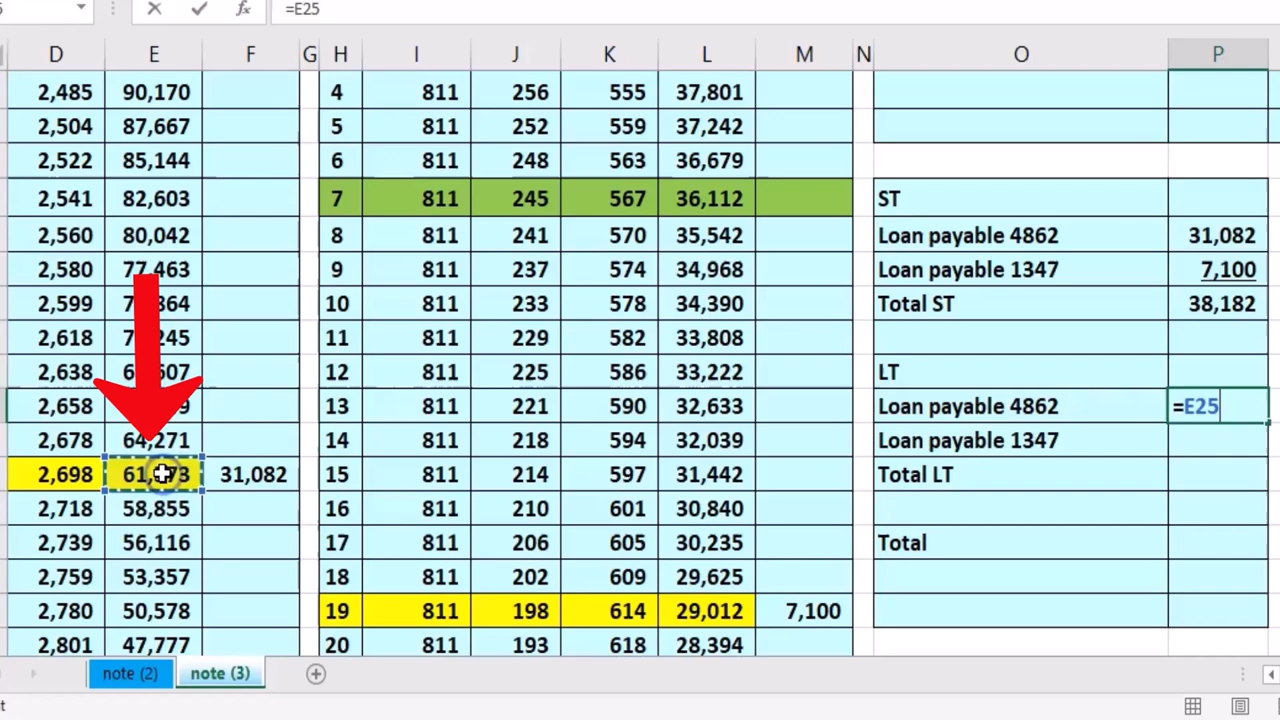 =E25
D E F G H I J K L M N O P
2,485 90,170 4 811 256 555 37,801
2,504 87,667 5 811 252 559 37,242
2,522 85,144 6 811 248 563 36,679
2,541 82,603 7 811 245 567 36,112 ST
2,560 80,042 8 811 241 570 35,542 Loan payable 4862 31,082
2,580 77,463 9 811 237 574 34,968 Loan payable 1347 7,100
2,599 10 811 233 578 34,390 Total ST 38,182
2,618 11 811 229 582 33,808
2,638 12 811 225 586 33,222 LT
2,658 13 811 221 590 32,633 Loan payable 4862 =E25
2,678 64,271 14 811 218 594 32,039 Loan payable 1347
2,698 31,082 15 811 214 597 31,442 Total LT
2,718 58,855 16 811 210 601 30,840
2,739 56,116 17 811 206 605 30,235 Total
2,759 53,357 18 811 202 609 29,625
2,780 50,578 19 811 198 614 29,012 7,100
2,801 47,777 20 811 193 618 28,394
note (2) note (3)